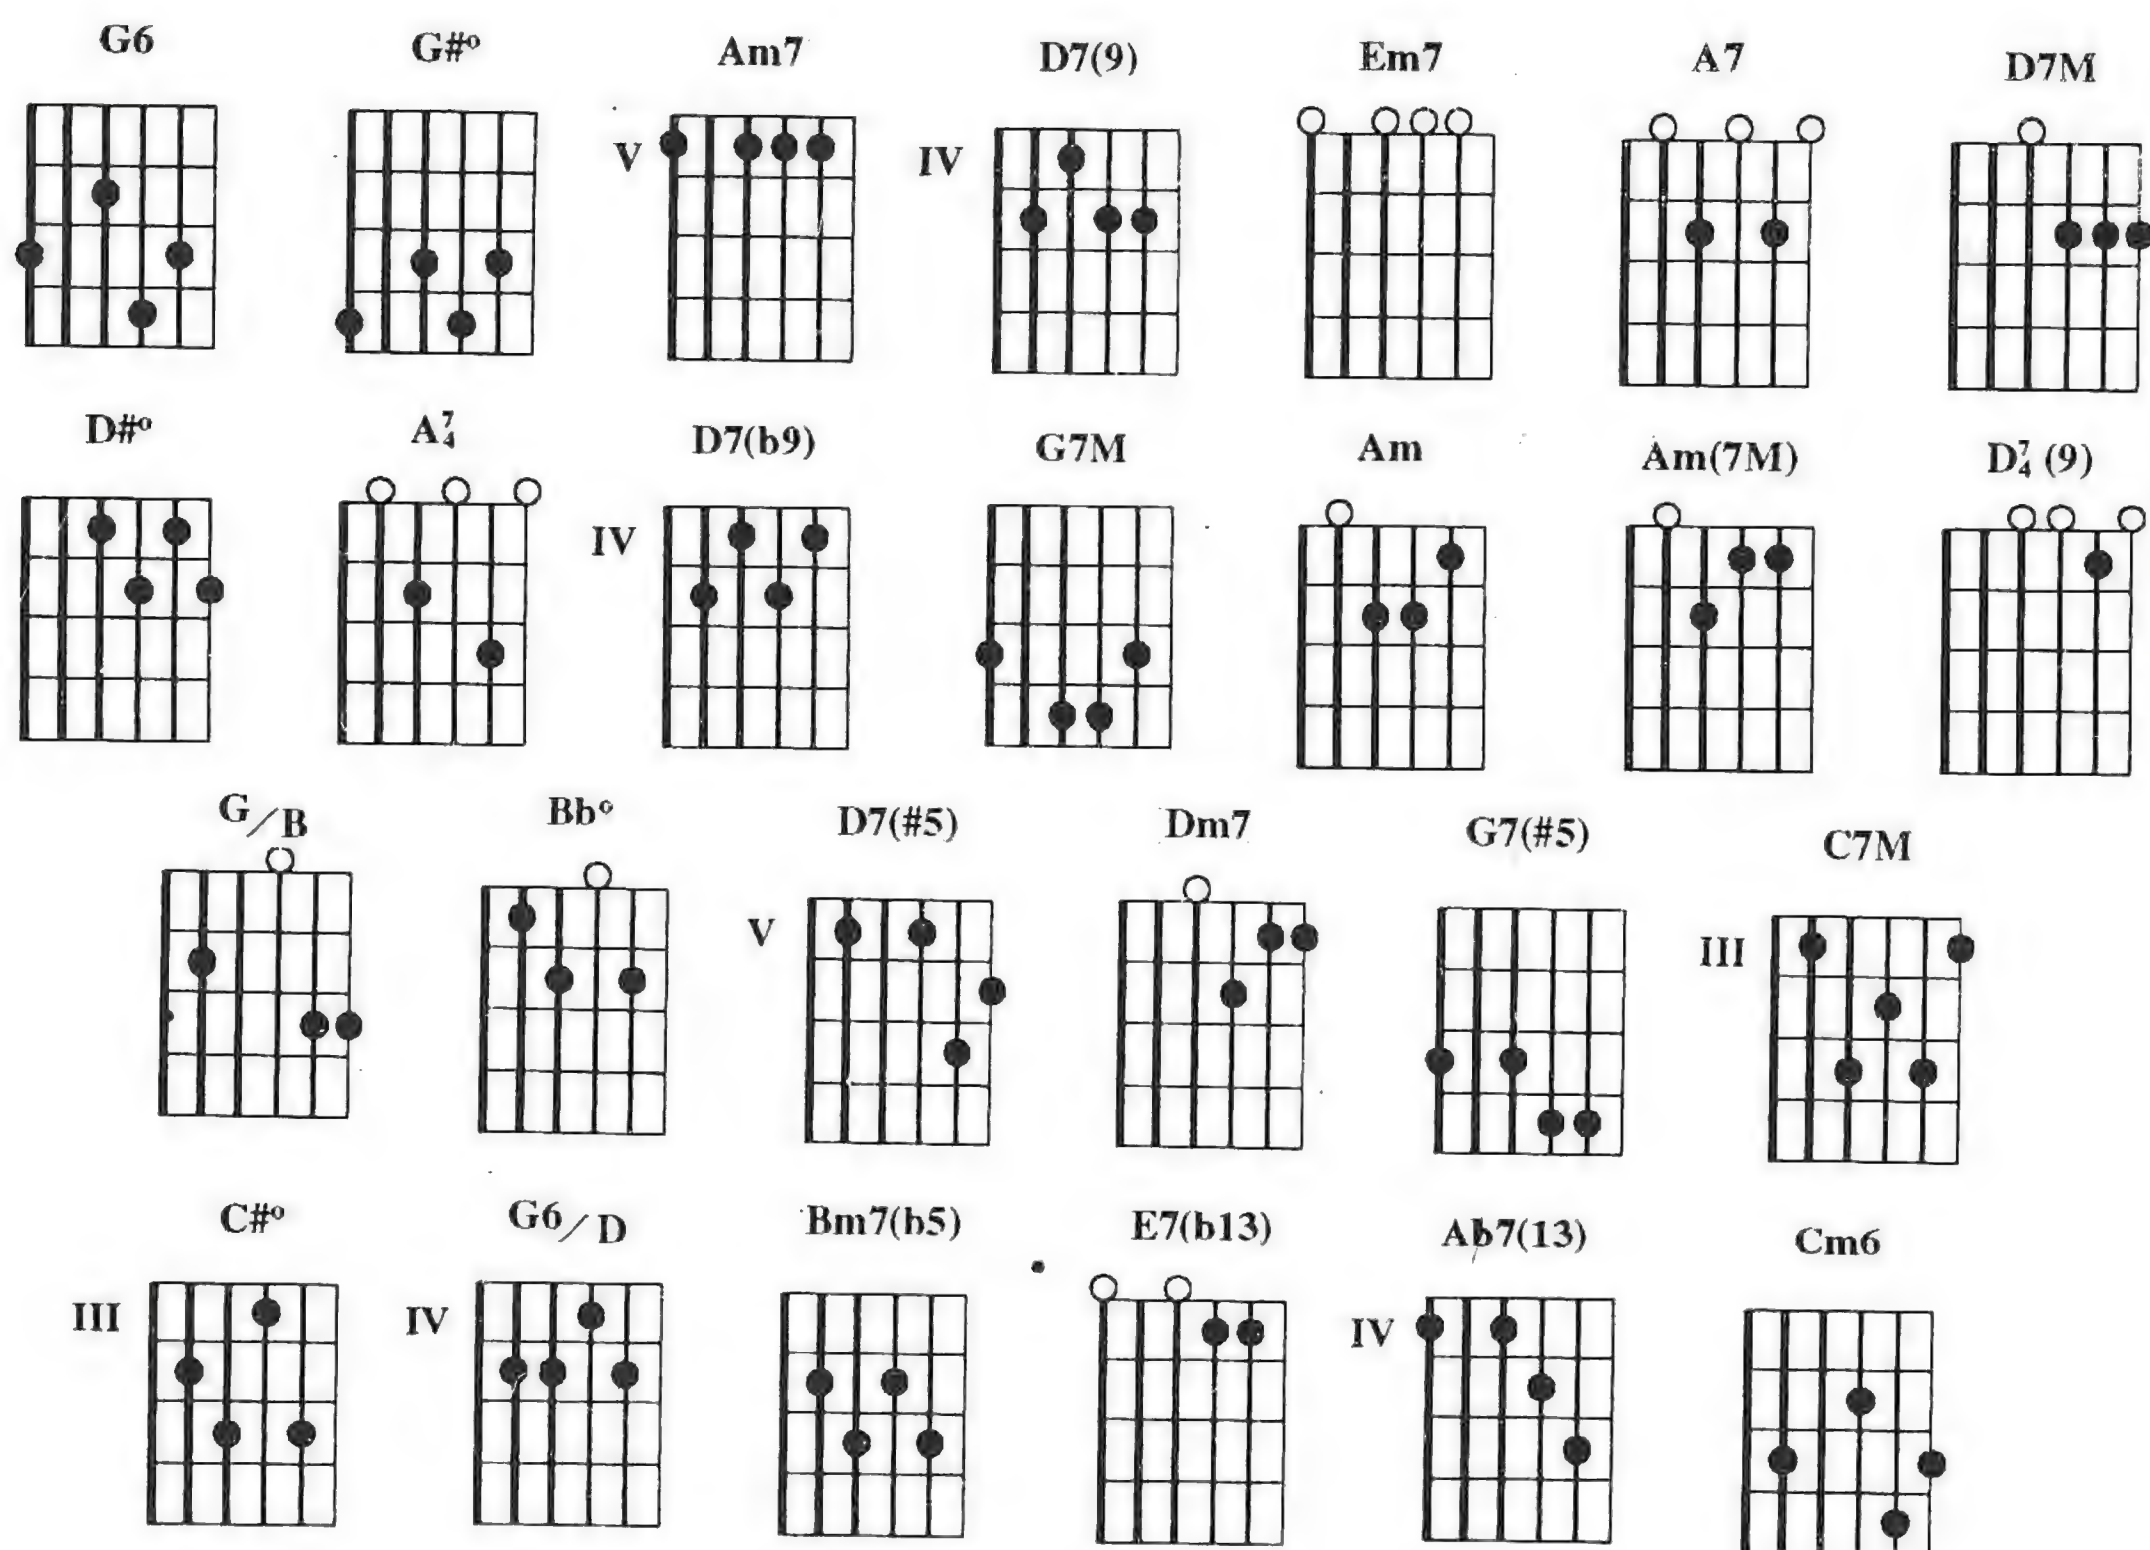 G6 G#º Am7 D7(9) Em7 A7 D7M
V IV
D#º A7/4 D7(b9) G7M Am Am(7M) D7/4 (9)
IV
G/B Bbº D7(#5) Dm7 G7(#5) C7M
V III
C#º G6/D Bm7(b5) E7(b13) Ab7(13) Cm6
III IV IV